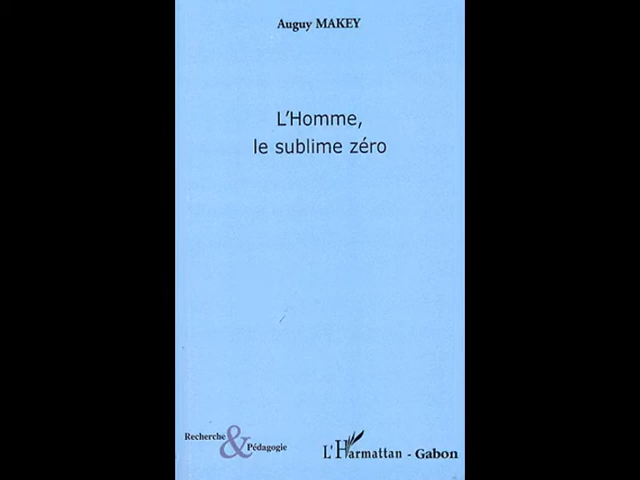 Auguy MAKEY
L'Homme,
le sublime zéro
Recherche & Pédagogie
L'Harmattan - Gabon